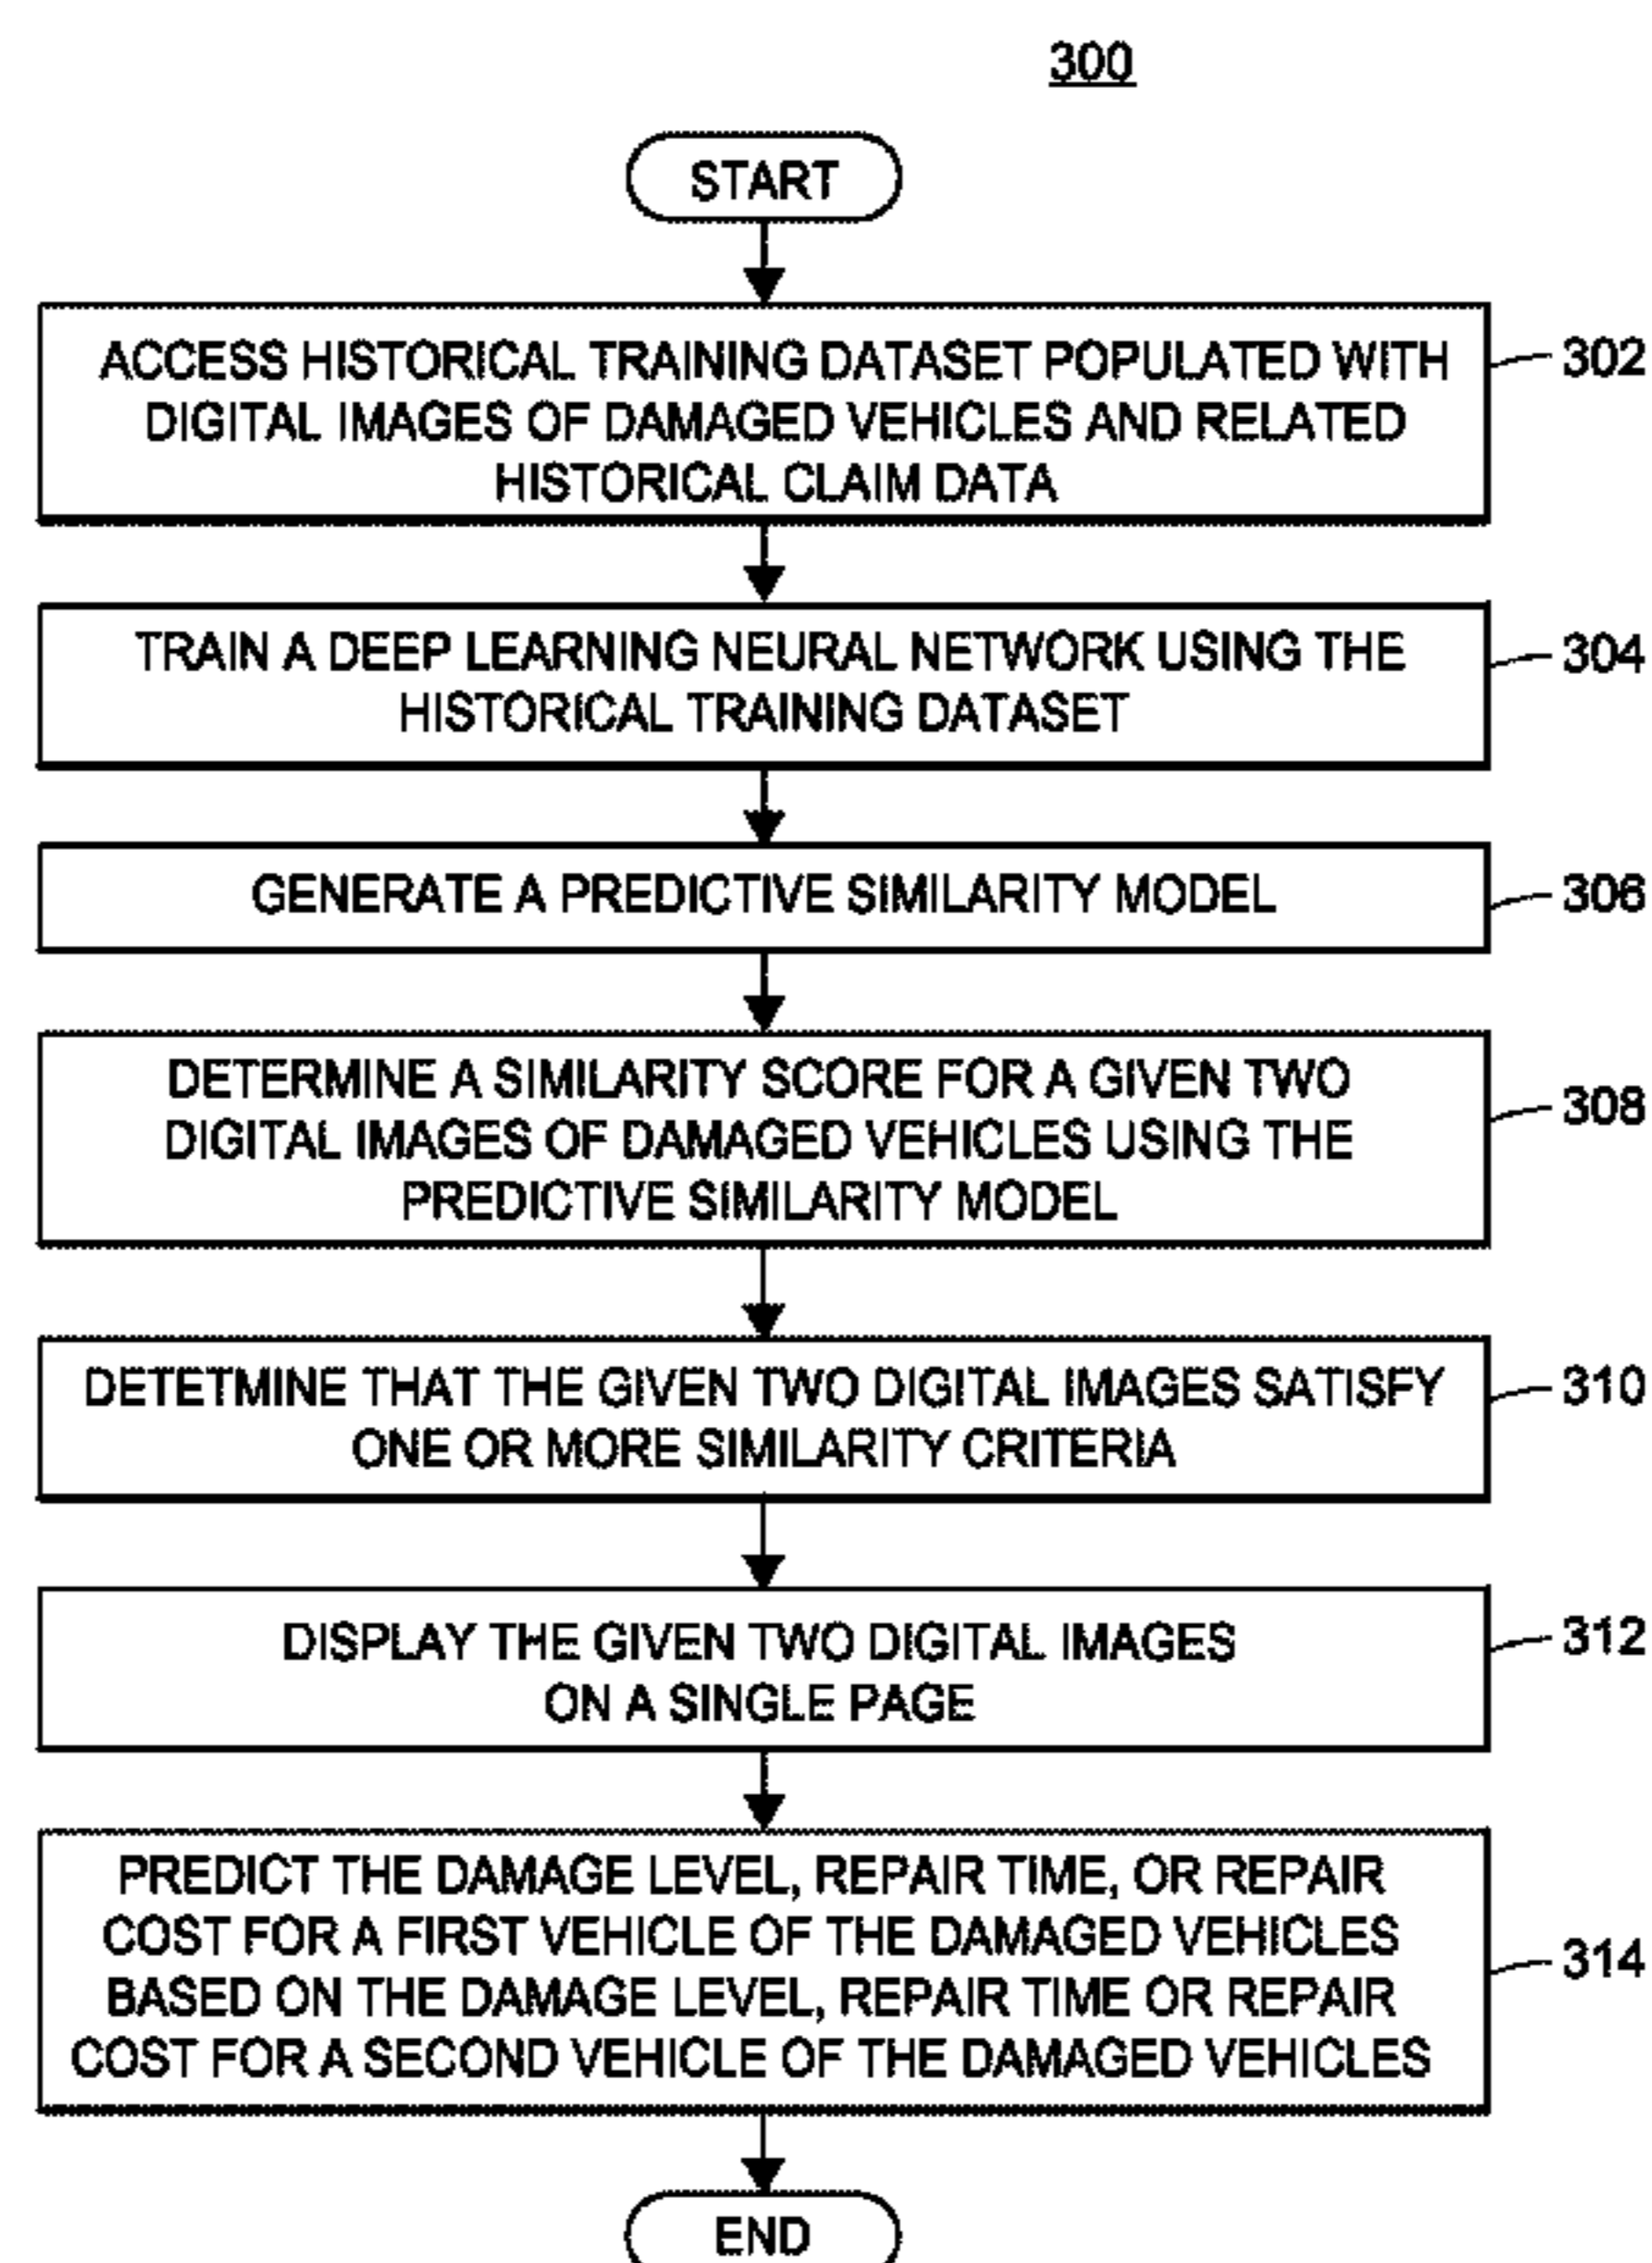 300
START
ACCESS HISTORICAL TRAINING DATASET POPULATED WITH
DIGITAL IMAGES OF DAMAGED VEHICLES AND RELATED
HISTORICAL CLAIM DATA
302
TRAIN A DEEP LEARNING NEURAL NETWORK USING THE
HISTORICAL TRAINING DATASET
304
GENERATE A PREDICTIVE SIMILARITY MODEL
306
DETERMINE A SIMILARITY SCORE FOR A GIVEN TWO
DIGITAL IMAGES OF DAMAGED VEHICLES USING THE
PREDICTIVE SIMILARITY MODEL
308
DETETMINE THAT THE GIVEN TWO DIGITAL IMAGES SATISFY
ONE OR MORE SIMILARITY CRITERIA
310
DISPLAY THE GIVEN TWO DIGITAL IMAGES
ON A SINGLE PAGE
312
PREDICT THE DAMAGE LEVEL, REPAIR TIME, OR REPAIR
COST FOR A FIRST VEHICLE OF THE DAMAGED VEHICLES
BASED ON THE DAMAGE LEVEL, REPAIR TIME OR REPAIR
COST FOR A SECOND VEHICLE OF THE DAMAGED VEHICLES
314
END